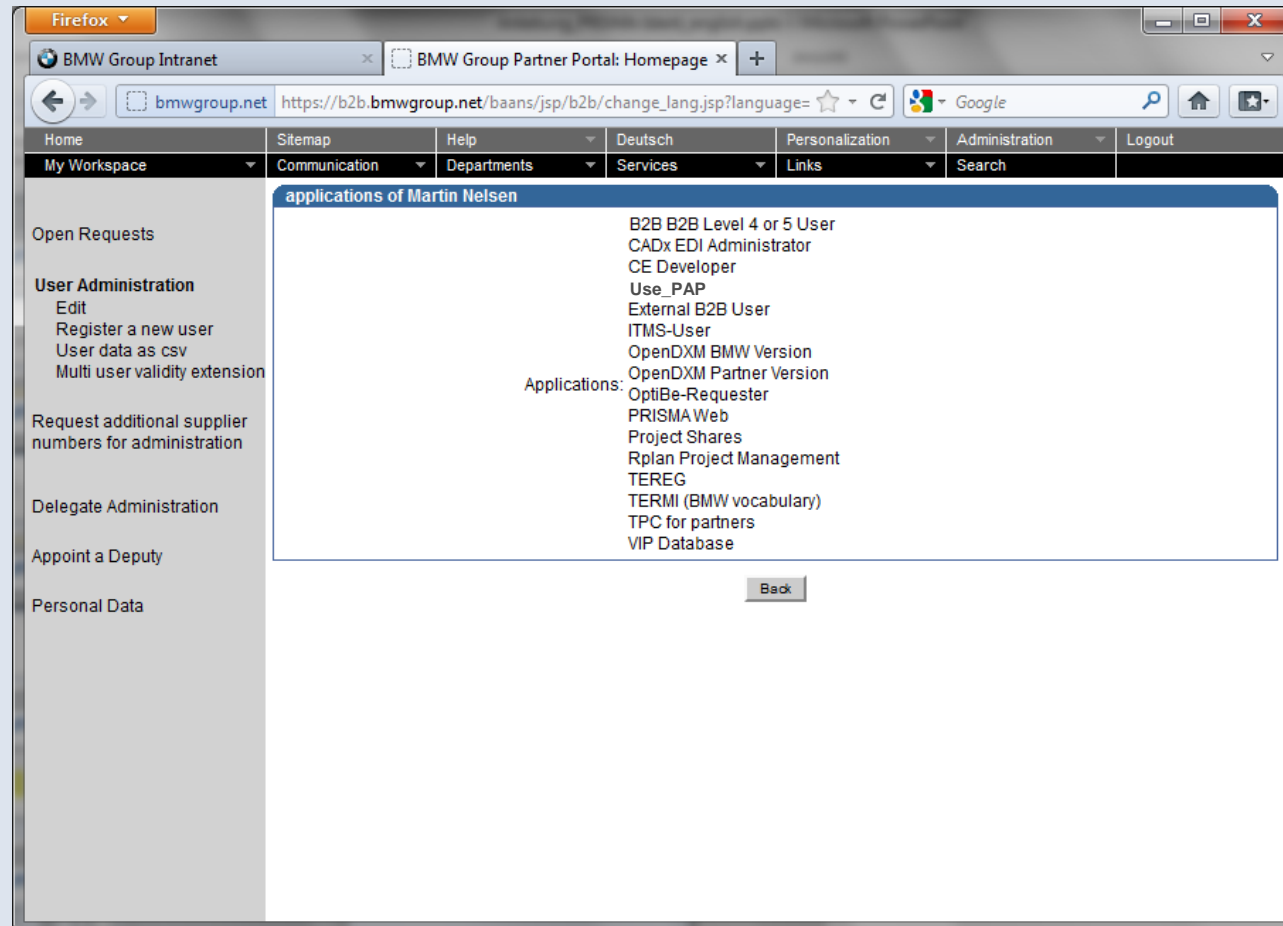 Firefox
BMW Group Intranet
BMW Group Partner Portal: Homepage
bmwgroup.net
https://b2b.bmwgroup.net/baans/jsp/b2b/change_lang.jsp?language=
Google
Home Sitemap Help Deutsch Personalization Administration Logout
My Workspace Communication Departments Services Links Search
applications of Martin Nelsen
Open Requests
User Administration
Edit
Register a new user
User data as csv
Multi user validity extension
Request additional supplier
numbers for administration
Delegate Administration
Appoint a Deputy
Personal Data
Applications:
B2B B2B Level 4 or 5 User
CADx EDI Administrator
CE Developer
Use_PAP
External B2B User
ITMS-User
OpenDXM BMW Version
OpenDXM Partner Version
OptiBe-Requester
PRISMA Web
Project Shares
Rplan Project Management
TEREG
TERMI (BMW vocabulary)
TPC for partners
VIP Database
Back